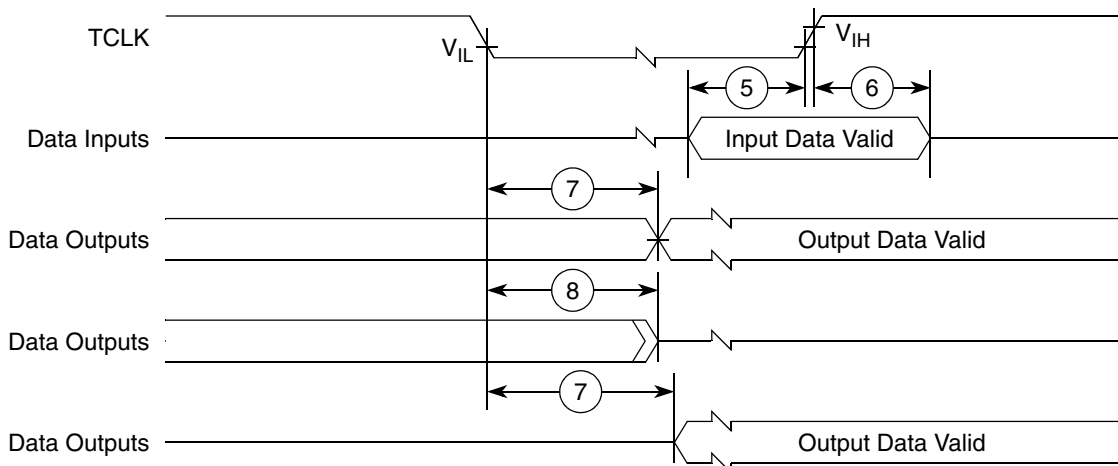 TCLK
V_IL
V_IH
5
6
Data Inputs
Input Data Valid
7
Data Outputs
Output Data Valid
8
Data Outputs
7
Data Outputs
Output Data Valid